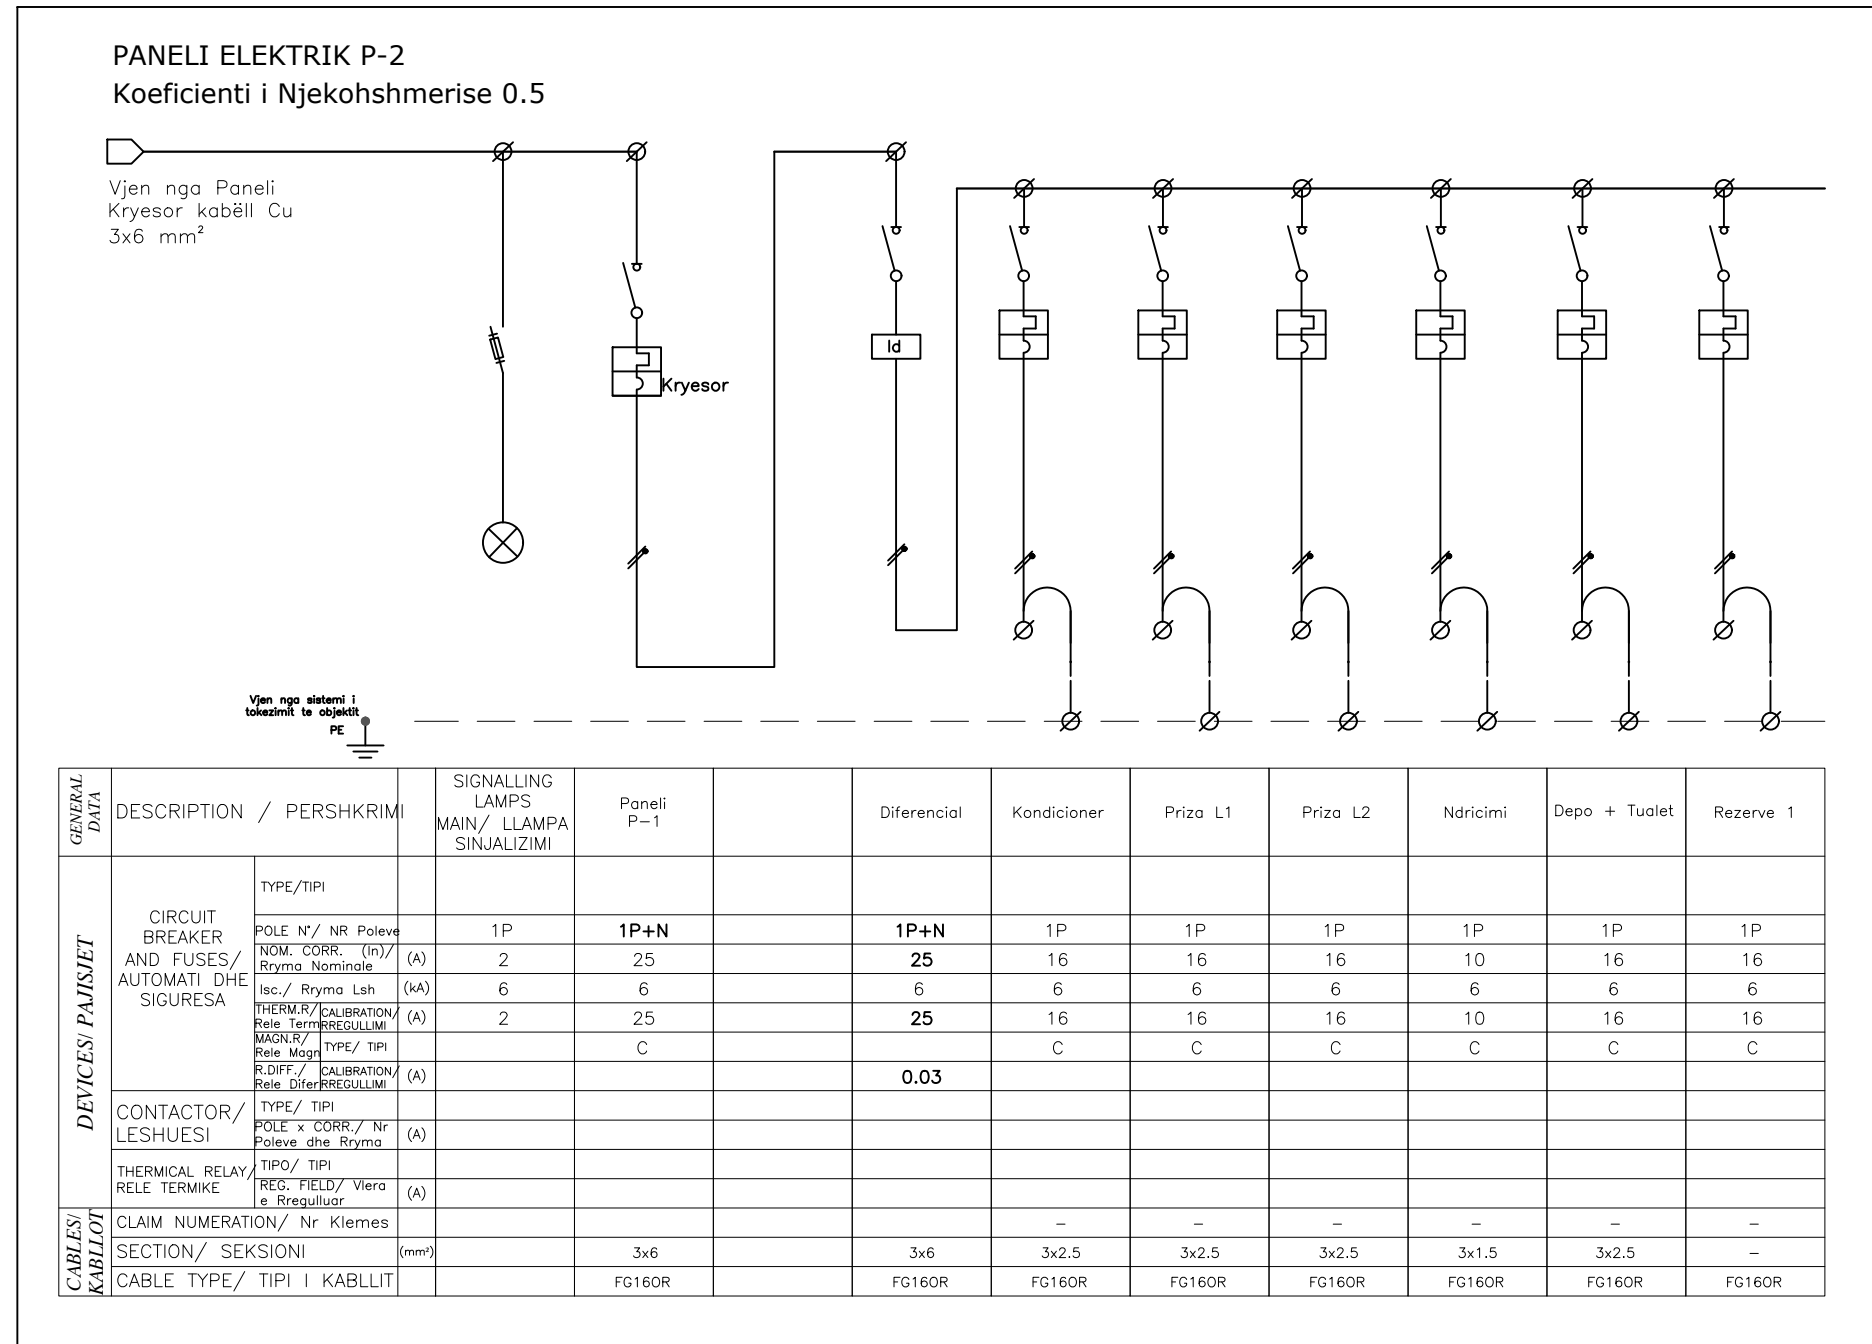 PANELI ELEKTRIK P-2
Koeficienti i Njekohshmerise 0.5
Vjen nga Paneli
Kryesor kabëll Cu
3x6 mm²
Kryesor
Id
Vjen nga sistemi i
tokezimit te objektit
PE
GENERAL
DATA
DESCRIPTION / PERSHKRIMI
SIGNALLING
LAMPS
MAIN/ LLAMPA
SINJALIZIMI
Paneli
P-1
Diferencial
Kondicioner
Priza L1
Priza L2
Ndricimi
Depo + Tualet
Rezerve 1
DEVICES/ PAJISJET
CIRCUIT
BREAKER
AND FUSES/
AUTOMATI DHE
SIGURESA
TYPE/TIPI
POLE N°/ NR Poleve 1P 1P+N 1P+N 1P 1P 1P 1P 1P 1P
NOM. CORR. (In)/
Rryma Nominale (A) 2 25 25 16 16 16 10 16 16
Isc./ Rryma Lsh (kA) 6 6 6 6 6 6 6 6 6
THERM.R/
Rele Term
CALIBRATION/
RREGULLIMI (A) 2 25 25 16 16 16 10 16 16
MAGN.R/
Rele Magn
TYPE/ TIPI C C C C C C C
R.DIFF./
Rele Difer
CALIBRATION/
RREGULLIMI (A) 0.03
CONTACTOR/
LESHUESI
TYPE/ TIPI
POLE x CORR./ Nr
Poleve dhe Rryma (A)
THERMICAL RELAY/
RELE TERMIKE
TIPO/ TIPI
REG. FIELD/ Vlera
e Rregulluar (A)
CABLES/
KABLLOT
CLAIM NUMERATION/ Nr Klemes - - - - - -
SECTION/ SEKSIONI (mm²) 3x6 3x6 3x2.5 3x2.5 3x2.5 3x1.5 3x2.5 -
CABLE TYPE/ TIPI I KABLLIT FG16OR FG16OR FG16OR FG16OR FG16OR FG16OR FG16OR FG16OR